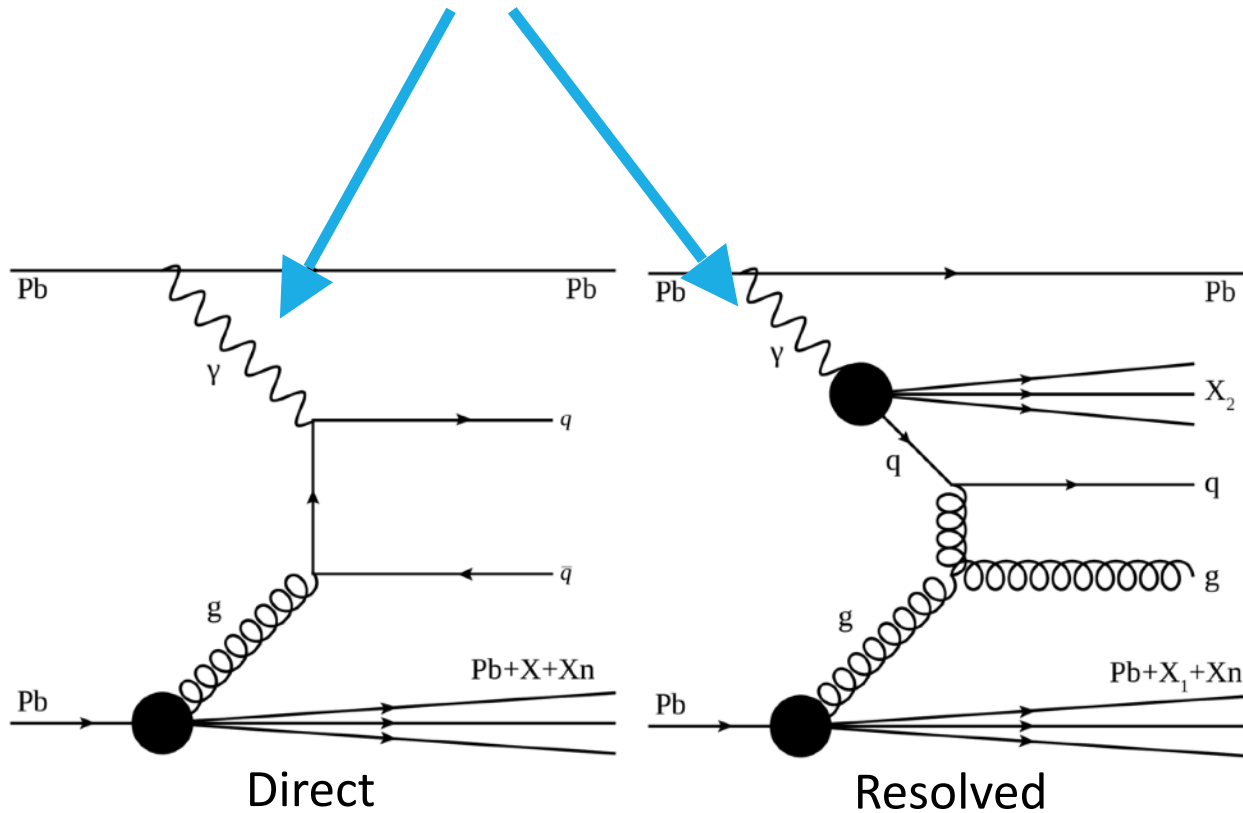 Pb
Pb
γ
q
q̄
g
Pb+X+Xn
Pb
Direct
Pb
Pb
γ
X₂
q
q
g
g
Pb+X₁+Xn
Pb
Resolved